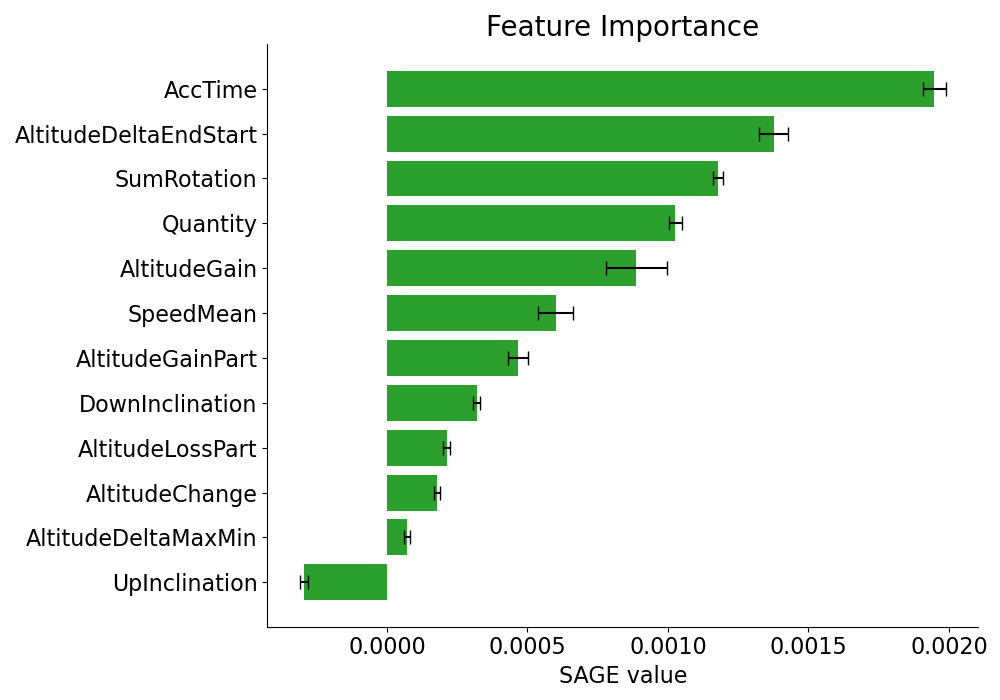 Feature Importance
AccTime
AltitudeDeltaEndStart
SumRotation
Quantity
AltitudeGain
SpeedMean
AltitudeGainPart
DownInclination
AltitudeLossPart
AltitudeChange
AltitudeDeltaMaxMin
UpInclination
0.0000 0.0005 0.0010 0.0015 0.0020
SAGE value